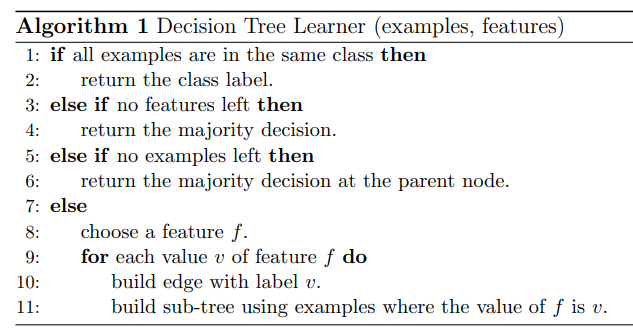 Algorithm 1 Decision Tree Learner (examples, features)
1: if all examples are in the same class then
2: return the class label.
3: else if no features left then
4: return the majority decision.
5: else if no examples left then
6: return the majority decision at the parent node.
7: else
8: choose a feature f.
9: for each value v of feature f do
10: build edge with label v.
11: build sub-tree using examples where the value of f is v.